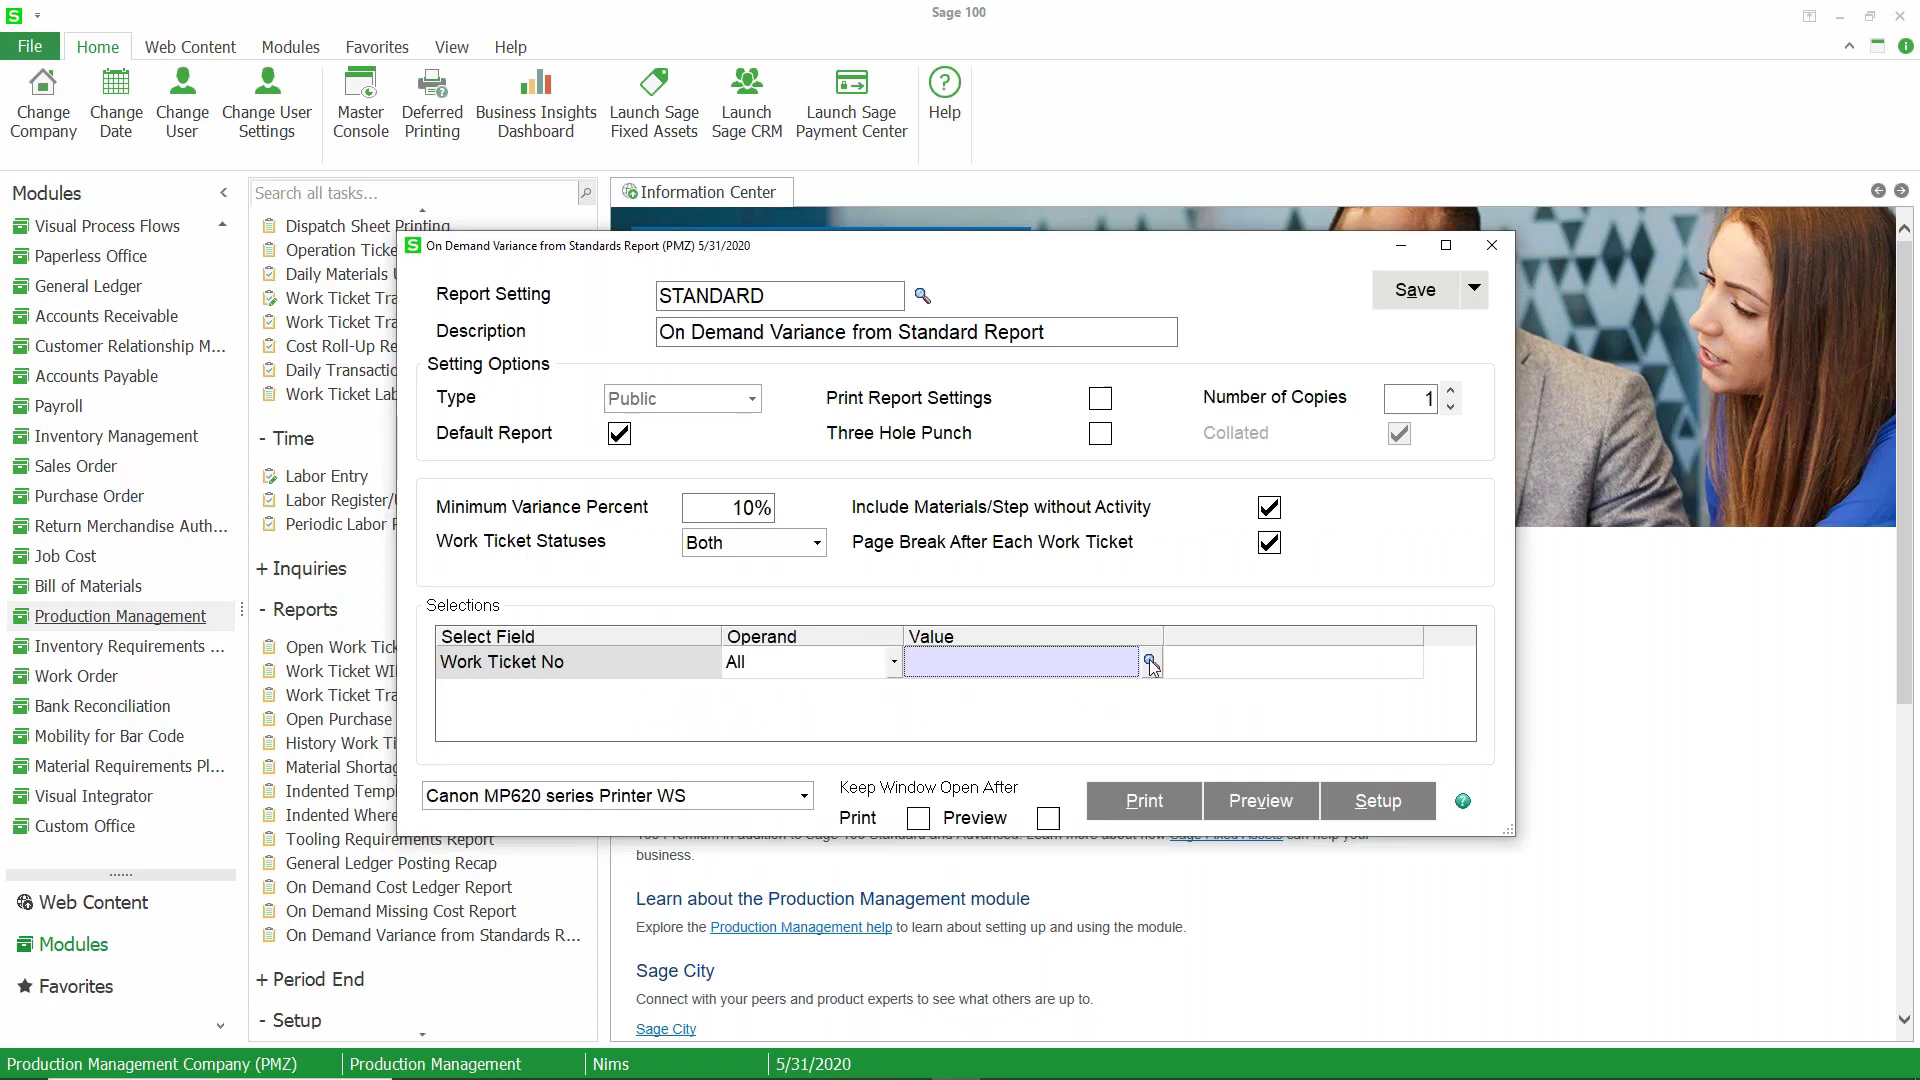 Sage 100
File
Home
Web Content
Modules
Favorites
View
Help
Change
Company
Change
Date
Change
User
Change User
Settings
Master
Console
Deferred
Printing
Business Insights
Dashboard
Launch Sage
Fixed Assets
Launch
Sage CRM
Launch Sage
Payment Center
Help
Modules
Visual Process Flows
Paperless Office
General Ledger
Accounts Receivable
Customer Relationship M...
Accounts Payable
Payroll
Inventory Management
Sales Order
Purchase Order
Return Merchandise Auth...
Job Cost
Bill of Materials
Production Management
Inventory Requirements ...
Work Order
Bank Reconciliation
Mobility for Bar Code
Material Requirements Pl...
Visual Integrator
Custom Office
Web Content
Modules
Favorites
Search all tasks...
Dispatch Sheet Printing
Operation Ticke
Daily Materials
Work Ticket Tra
Work Ticket Tra
Cost Roll-Up Re
Daily Transactio
Work Ticket Lab
- Time
Labor Entry
Labor Register/
Periodic Labor
+ Inquiries
- Reports
Open Work Tick
Work Ticket WI
Work Ticket Tra
Open Purchase
History Work Ti
Material Shortag
Indented Temp
Indented Where
Tooling Requirements Report
General Ledger Posting Recap
On Demand Cost Ledger Report
On Demand Missing Cost Report
On Demand Variance from Standards R...
+ Period End
- Setup
Information Center
On Demand Variance from Standards Report (PMZ) 5/31/2020
Report Setting
STANDARD
Save
Description
On Demand Variance from Standard Report
Setting Options
Type
Public
Print Report Settings
Number of Copies
1
Default Report
Three Hole Punch
Collated
Minimum Variance Percent
10%
Include Materials/Step without Activity
Work Ticket Statuses
Both
Page Break After Each Work Ticket
Selections
Select Field
Operand
Value
Work Ticket No
All
Canon MP620 series Printer WS
Keep Window Open After
Print
Preview
Print
Preview
Setup
business.
Learn about the Production Management module
Explore the Production Management help to learn about setting up and using the module.
Sage City
Connect with your peers and product experts to see what others are up to.
Sage City
Production Management Company (PMZ)
Production Management
Nims
5/31/2020